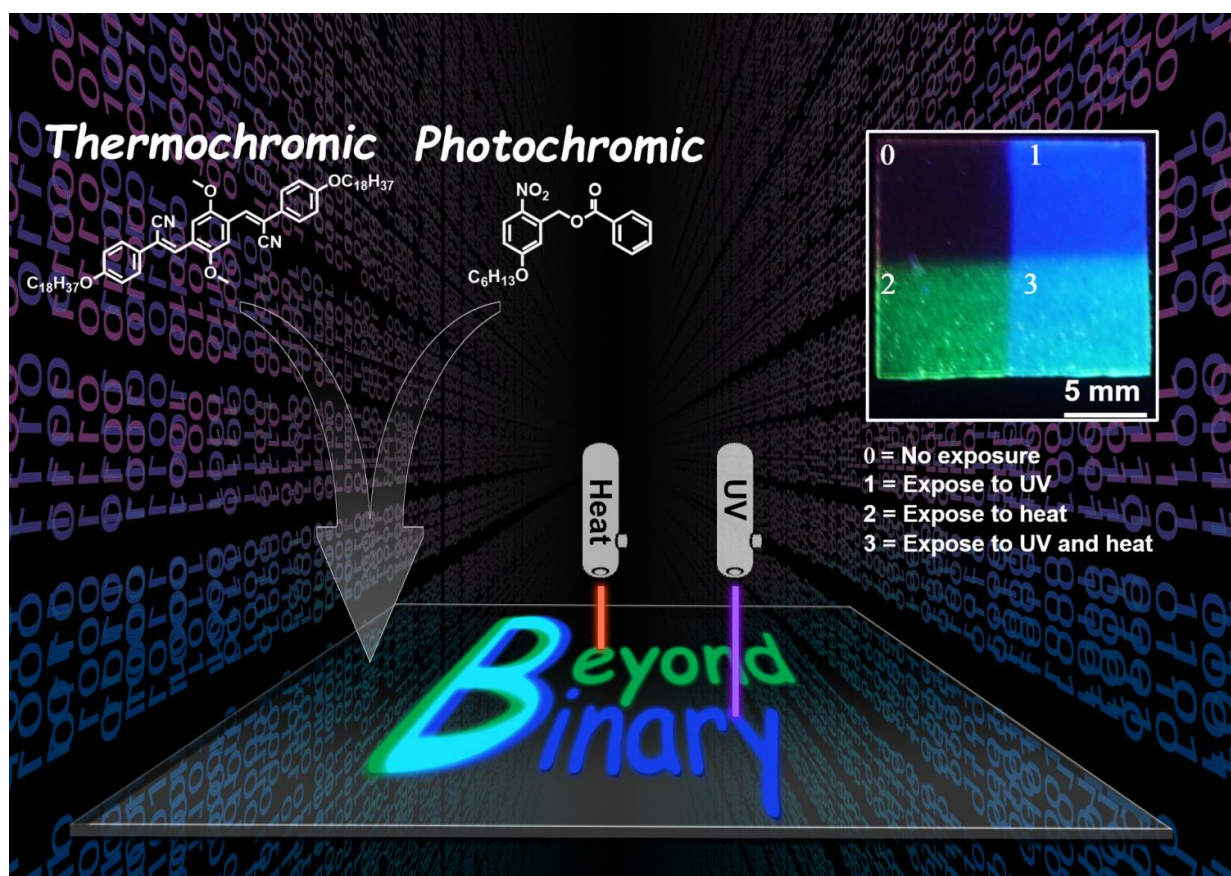 Thermochromic
Photochromic
OC18H37
O
CN
CN
O
C18H37O
NO2
O
O
C6H13O
0
1
2
3
5 mm
0 = No exposure
1 = Expose to UV
2 = Expose to heat
3 = Expose to UV and heat
Heat
UV
Beyond
Binary